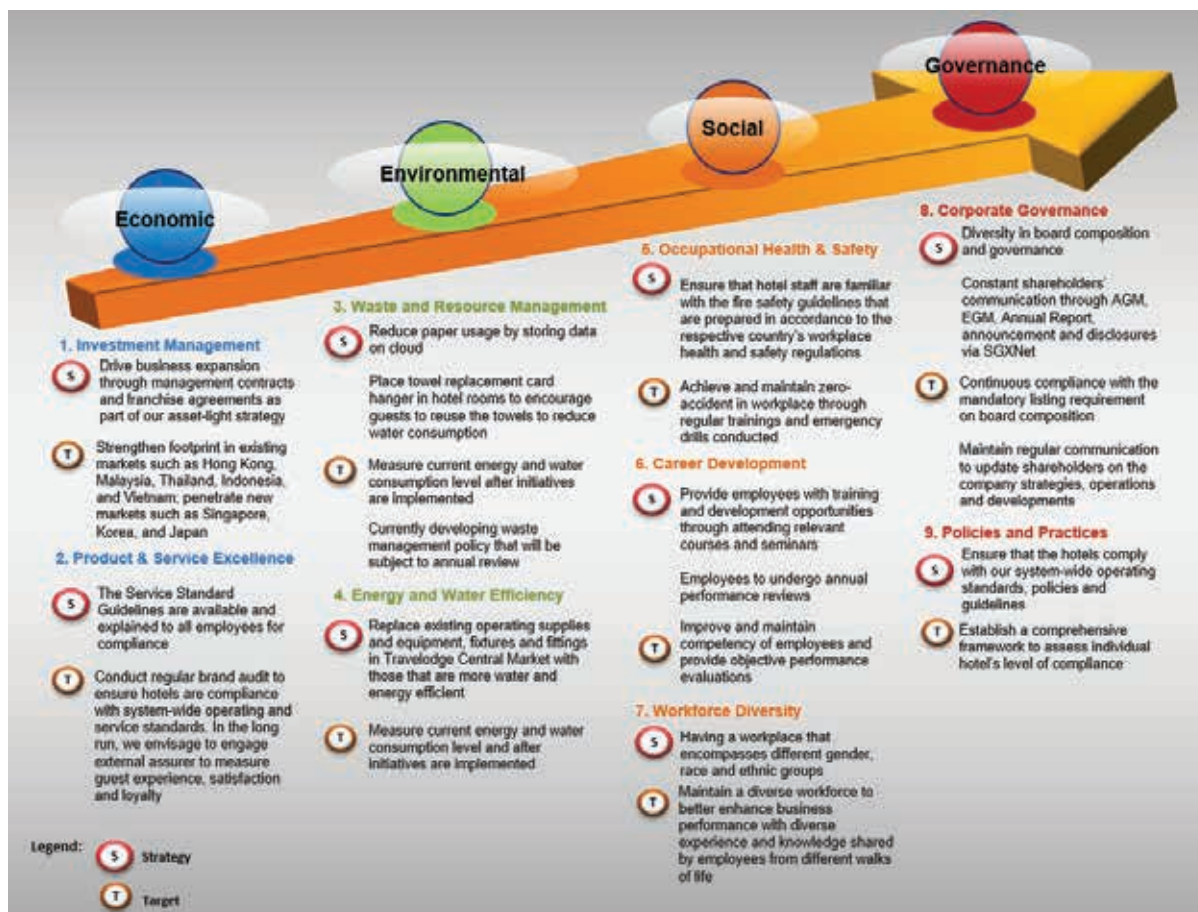 Economic
Environmental
Social
Governance
1. Investment Management
S
Drive business expansion
through management contracts
and franchise agreements as
part of our asset-light strategy
T
Strengthen footprint in existing
markets such as Hong Kong,
Malaysia, Thailand, Indonesia,
and Vietnam; penetrate new
markets such as Singapore,
Korea, and Japan
2. Product & Service Excellence
S
The Service Standard
Guidelines are available and
explained to all employees for
compliance
T
Conduct regular brand audit to
ensure hotels are compliance
with system-wide operating and
service standards. In the long
run, we envisage to engage
external assurer to measure
guest experience, satisfaction
and loyalty
3. Waste and Resource Management
S
Reduce paper usage by storing data
on cloud
Place towel replacement card
hanger in hotel rooms to encourage
guests to reuse the towels to reduce
water consumption
T
Measure current energy and water
consumption level after initiatives
are implemented
Currently developing waste
management policy that will be
subject to annual review
4. Energy and Water Efficiency
S
Replace existing operating supplies
and equipment, fixtures and fittings
in Travelodge Central Market with
those that are more water and
energy efficient
T
Measure current energy and water
consumption level and after
initiatives are implemented
5. Occupational Health & Safety
S
Ensure that hotel staff are familiar
with the fire safety guidelines that
are prepared in accordance to the
respective country's workplace
health and safety regulations
T
Achieve and maintain zero-
accident in workplace through
regular trainings and emergency
drills conducted
6. Career Development
S
Provide employees with training
and development opportunities
through attending relevant
courses and seminars
Employees to undergo annual
performance reviews
T
Improve and maintain
competency of employees and
provide objective performance
evaluations
7. Workforce Diversity
S
Having a workplace that
encompasses different gender,
race and ethnic groups
T
Maintain a diverse workforce to
better enhance business
performance with diverse
experience and knowledge shared
by employees from different walks
of life
8. Corporate Governance
S
Diversity in board composition
and governance
Constant shareholders'
communication through AGM,
EGM, Annual Report,
announcement and disclosures
via SGXNet
T
Continuous compliance with the
mandatory listing requirement
on board composition
Maintain regular communication
to update shareholders on the
company strategies, operations
and developments
9. Policies and Practices
S
Ensure that the hotels comply
with our system-wide operating
standards, policies and
guidelines
T
Establish a comprehensive
framework to assess individual
hotel's level of compliance
Legend:
S Strategy
T Target